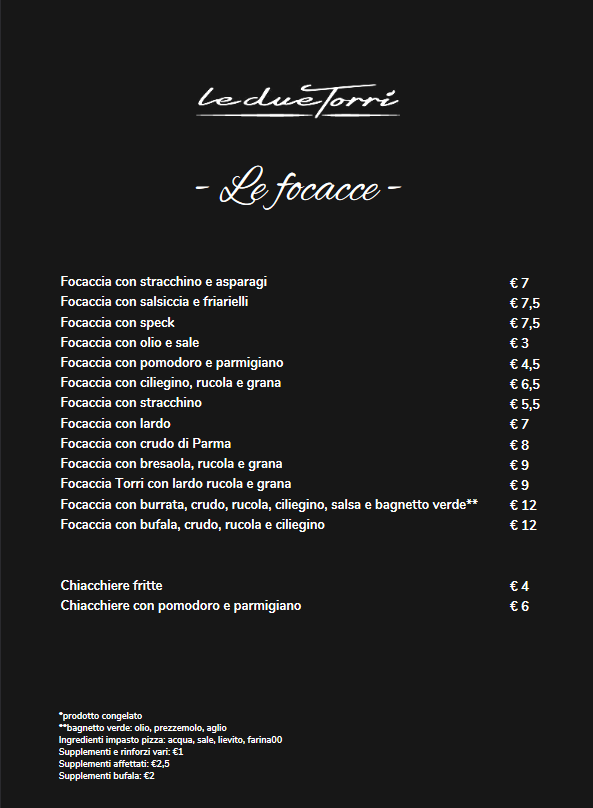 Le due Torri
- Le focacce -
Focaccia con stracchino e asparagi € 7
Focaccia con salsiccia e friarielli € 7,5
Focaccia con speck € 7,5
Focaccia con olio e sale € 3
Focaccia con pomodoro e parmigiano € 4,5
Focaccia con ciliegino, rucola e grana € 6,5
Focaccia con stracchino € 5,5
Focaccia con lardo € 7
Focaccia con crudo di Parma € 8
Focaccia con bresaola, rucola e grana € 9
Focaccia Torri con lardo rucola e grana € 9
Focaccia con burrata, crudo, rucola, ciliegino, salsa e bagnetto verde** € 12
Focaccia con bufala, crudo, rucola e ciliegino € 12
Chiacchiere fritte € 4
Chiacchiere con pomodoro e parmigiano € 6
*prodotto congelato
**bagnetto verde: olio, prezzemolo, aglio
Ingredienti impasto pizza: acqua, sale, lievito, farina00
Supplementi e rinforzi vari: €1
Supplementi affettati: €2,5
Supplementi bufala: €2